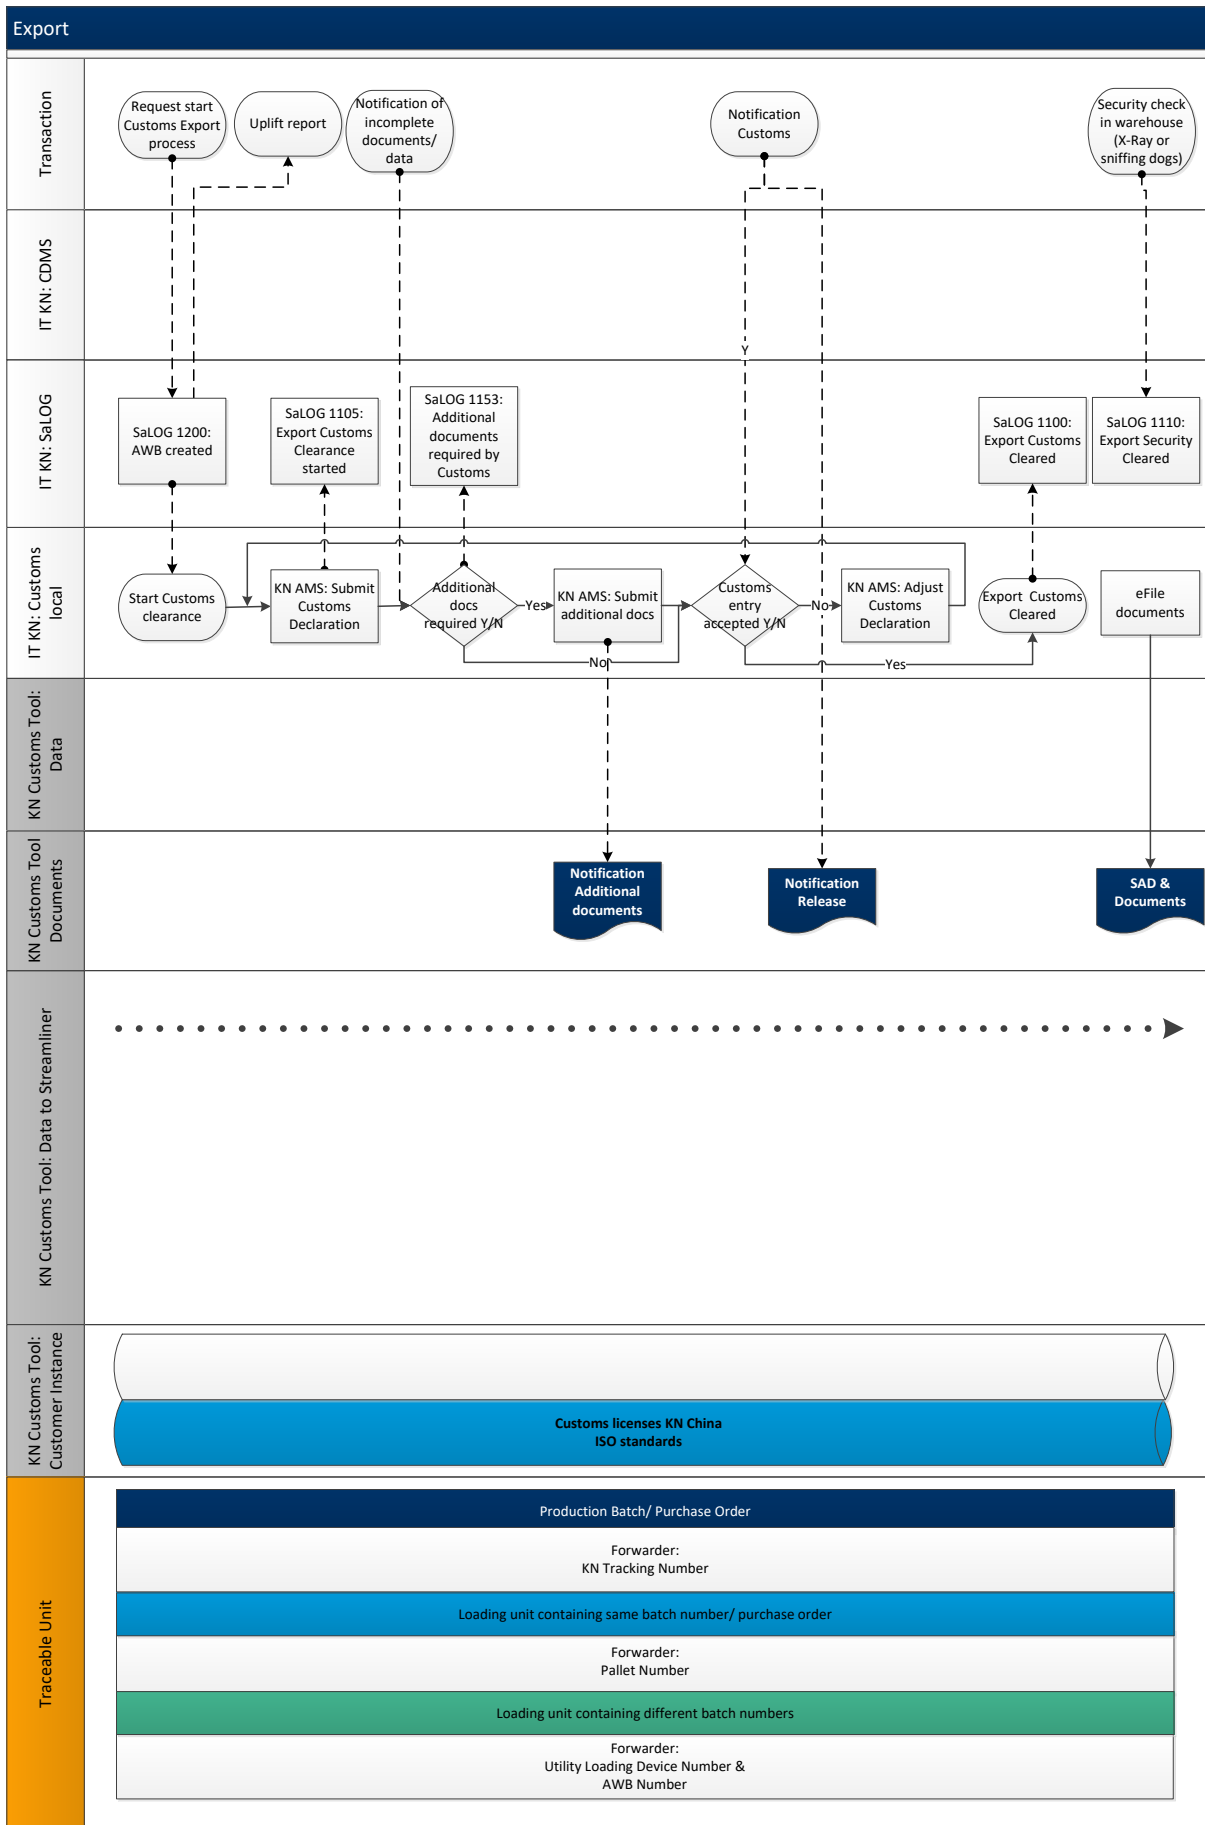 Export
Transaction
Request start
Customs Export
process
Uplift report
Notification of
incomplete
documents/
data
Notification
Customs
Security check
in warehouse
(X-Ray or
sniffing dogs)
IT KN: CDMS
Y
IT KN: SaLOG
SaLOG 1200:
AWB created
SaLOG 1105:
Export Customs
Clearance
started
SaLOG 1153:
Additional
documents
required by
Customs
SaLOG 1100:
Export Customs
Cleared
SaLOG 1110:
Export Security
Cleared
IT KN: Customs
local
Start Customs
clearance
KN AMS: Submit
Customs
Declaration
Additional
docs
required Y/N
Yes
No
KN AMS: Submit
additional docs
Customs
entry
accepted Y/N
No
Yes
KN AMS: Adjust
Customs
Declaration
Export Customs
Cleared
eFile
documents
KN Customs Tool:
Data
KN Customs Tool
Documents
Notification
Additional
documents
Notification
Release
SAD &
Documents
KN Customs Tool: Data to Streamliner
KN Customs Tool:
Customer Instance
Customs licenses KN China
ISO standards
Traceable Unit
Production Batch/ Purchase Order
Forwarder:
KN Tracking Number
Loading unit containing same batch number/ purchase order
Forwarder:
Pallet Number
Loading unit containing different batch numbers
Forwarder:
Utility Loading Device Number &
AWB Number